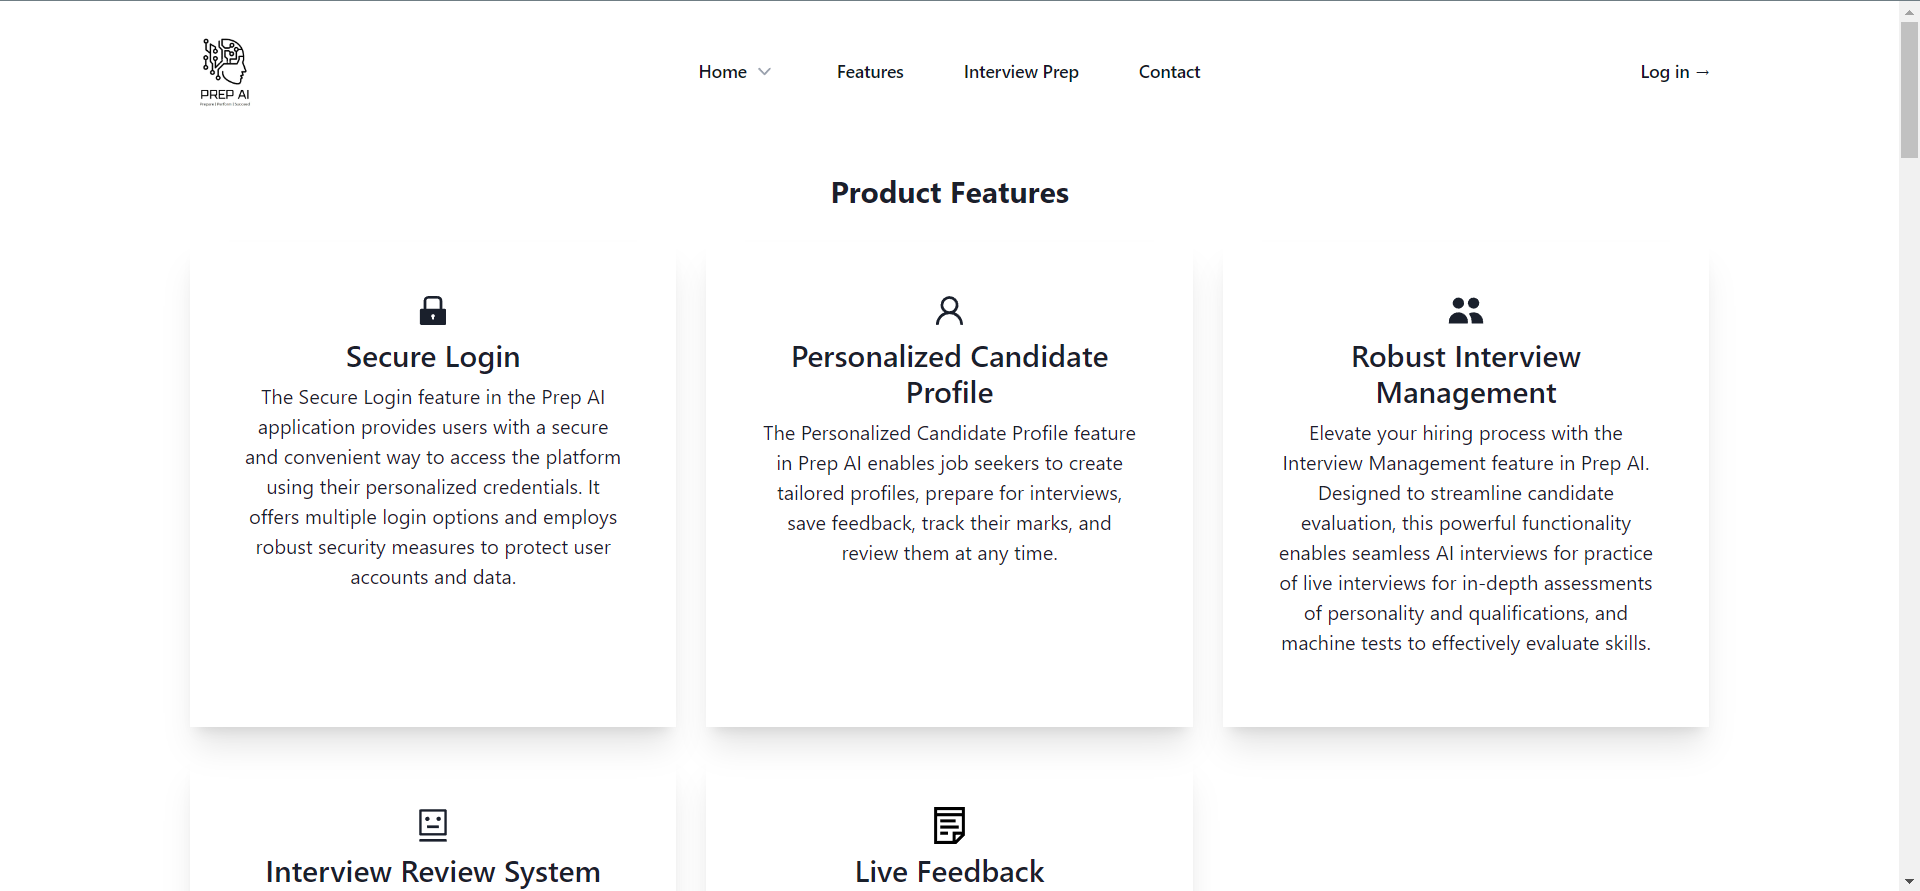 PREP AI
Prepare | Perform | Succeed
Home
Features
Interview Prep
Contact
Log in →
Product Features
Secure Login
The Secure Login feature in the Prep AI
application provides users with a secure
and convenient way to access the platform
using their personalized credentials. It
offers multiple login options and employs
robust security measures to protect user
accounts and data.
Personalized Candidate
Profile
The Personalized Candidate Profile feature
in Prep AI enables job seekers to create
tailored profiles, prepare for interviews,
save feedback, track their marks, and
review them at any time.
Robust Interview
Management
Elevate your hiring process with the
Interview Management feature in Prep AI.
Designed to streamline candidate
evaluation, this powerful functionality
enables seamless AI interviews for practice
of live interviews for in-depth assessments
of personality and qualifications, and
machine tests to effectively evaluate skills.
Interview Review System
Live Feedback